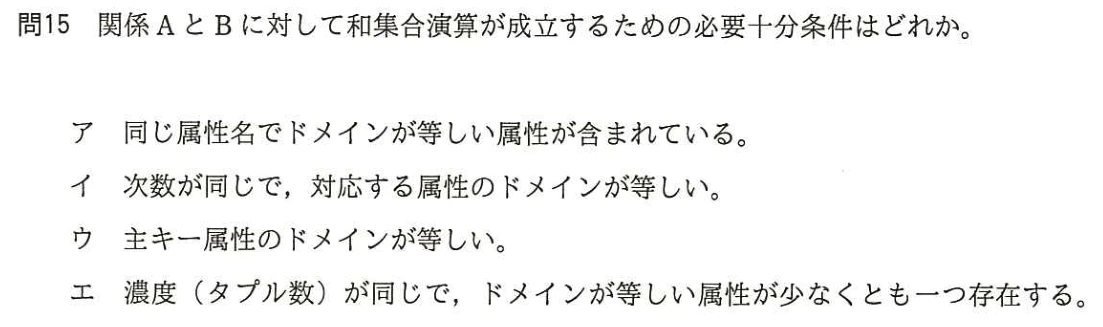 問15 関係 A と B に対して和集合演算が成立するための必要十分条件はどれか。
ア 同じ属性名でドメインが等しい属性が含まれている。
イ 次数が同じで，対応する属性のドメインが等しい。
ウ 主キー属性のドメインが等しい。
エ 濃度（タプル数）が同じで，ドメインが等しい属性が少なくとも一つ存在する。